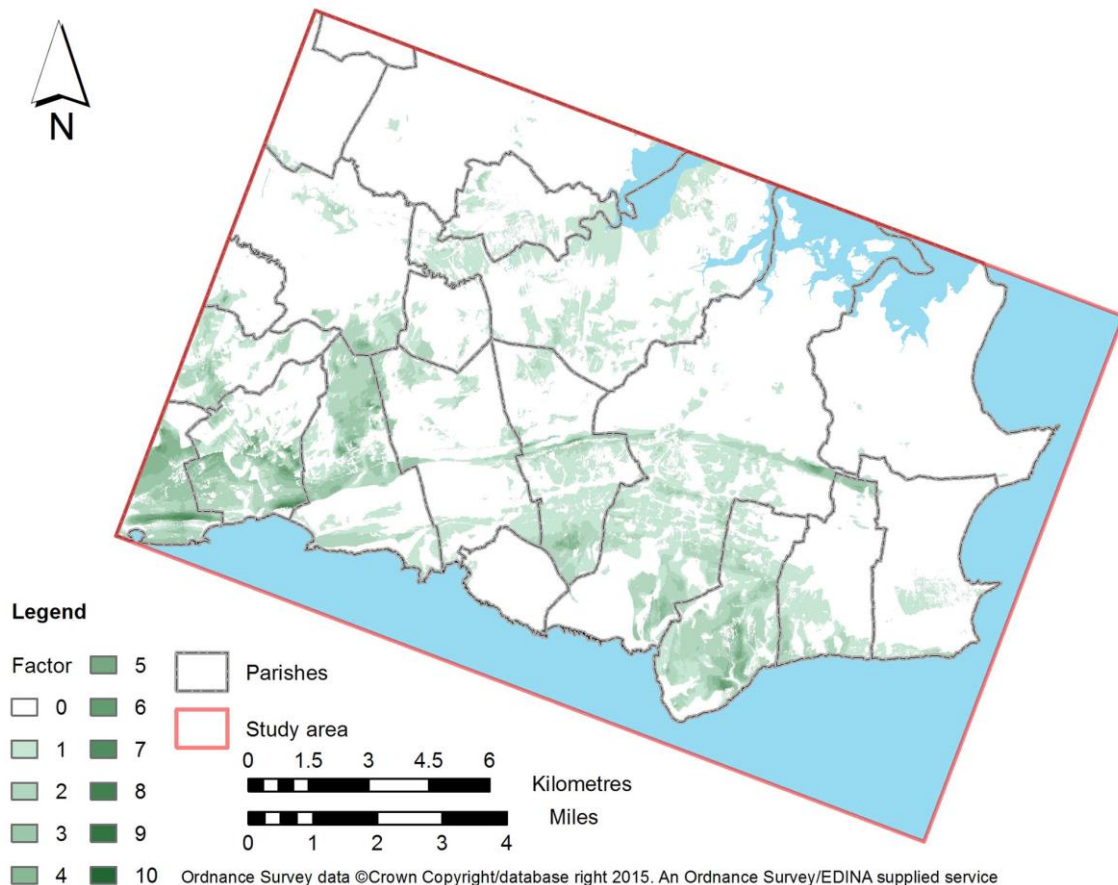 N
Legend
Factor
0
1
2
3
4
5
6
7
8
9
10
Parishes
Study area
0 1.5 3 4.5 6
Kilometres
Miles
0 1 2 3 4
Ordnance Survey data ©Crown Copyright/database right 2015. An Ordnance Survey/EDINA supplied service